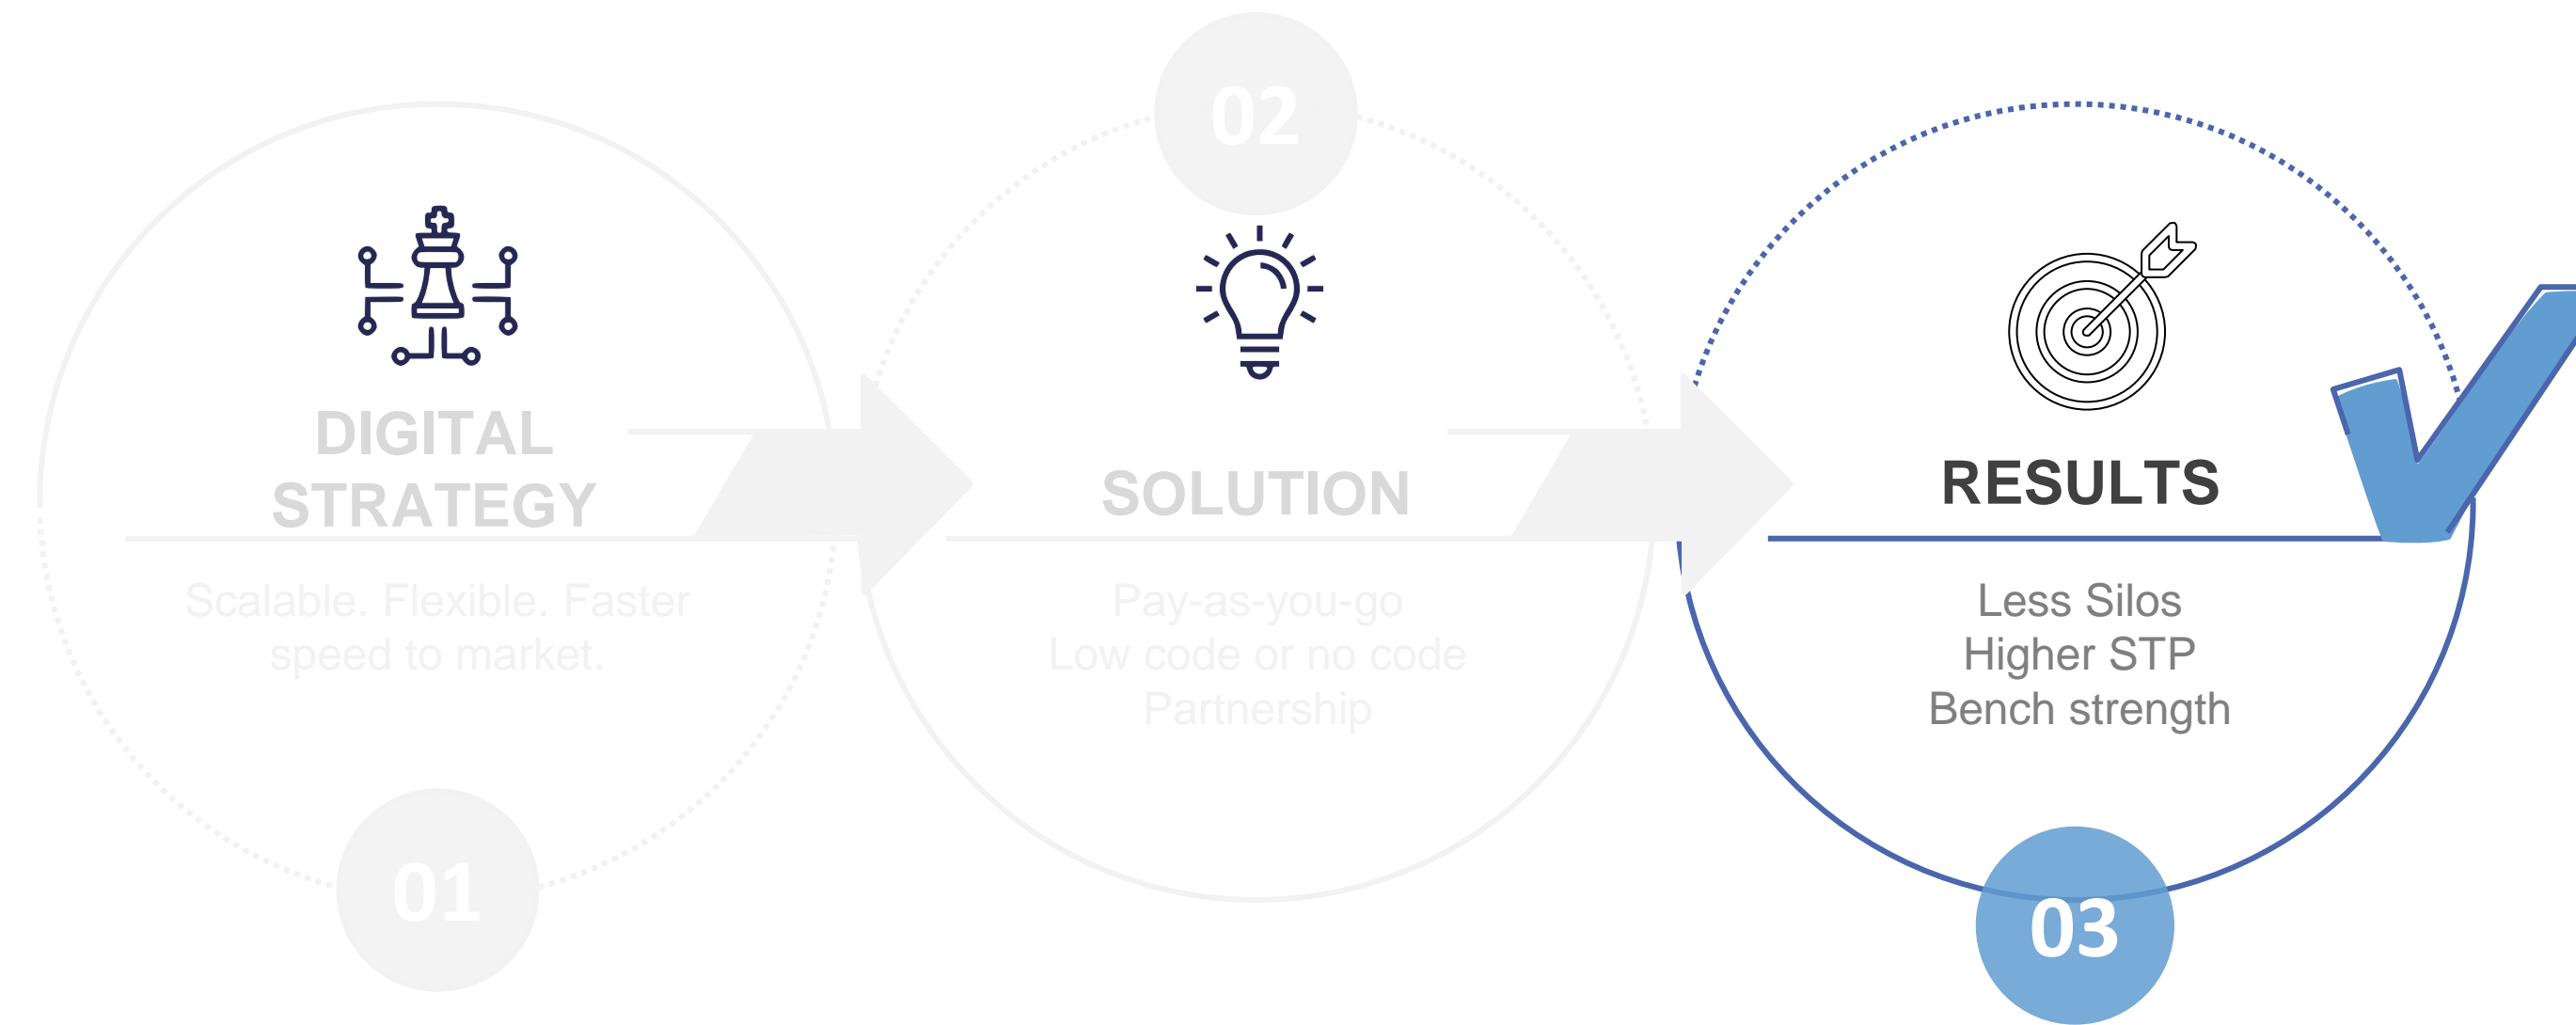 DIGITAL
STRATEGY
Scalable. Flexible. Faster
speed to market.
01
02
SOLUTION
Pay-as-you-go
Low code or no code
Partnership
RESULTS
Less Silos
Higher STP
Bench strength
03